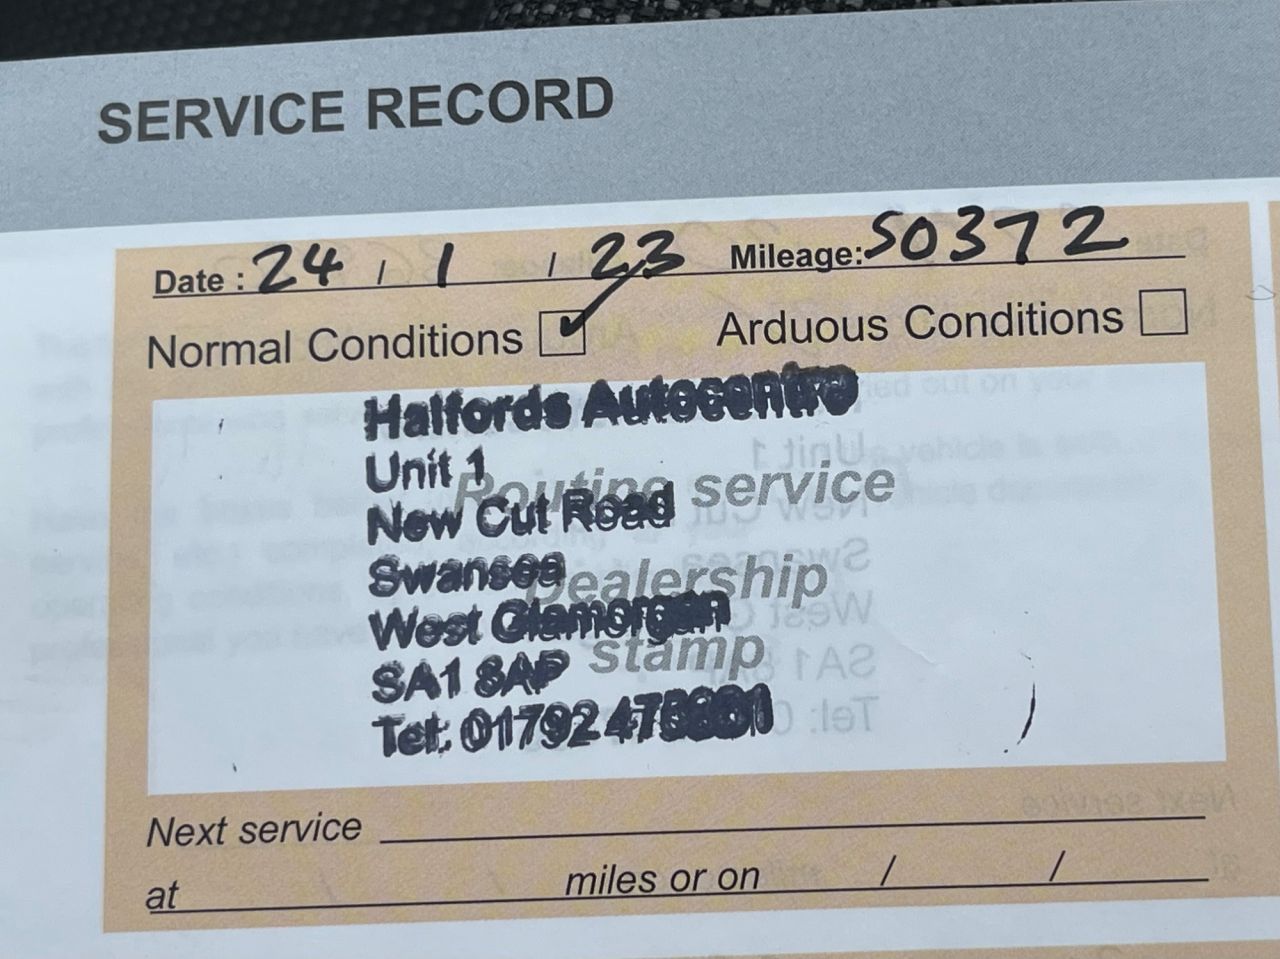 SERVICE RECORD
Date : 24 / 1 / 23 Mileage: 50372
Normal Conditions ✓ Arduous Conditions
Halfords Autocentre
Unit 1
Routine service
New Cut Road
Swansea
Dealership
West Glamorgan
stamp
SA1 8AP
Tel: 01792
Next service
at miles or on / /